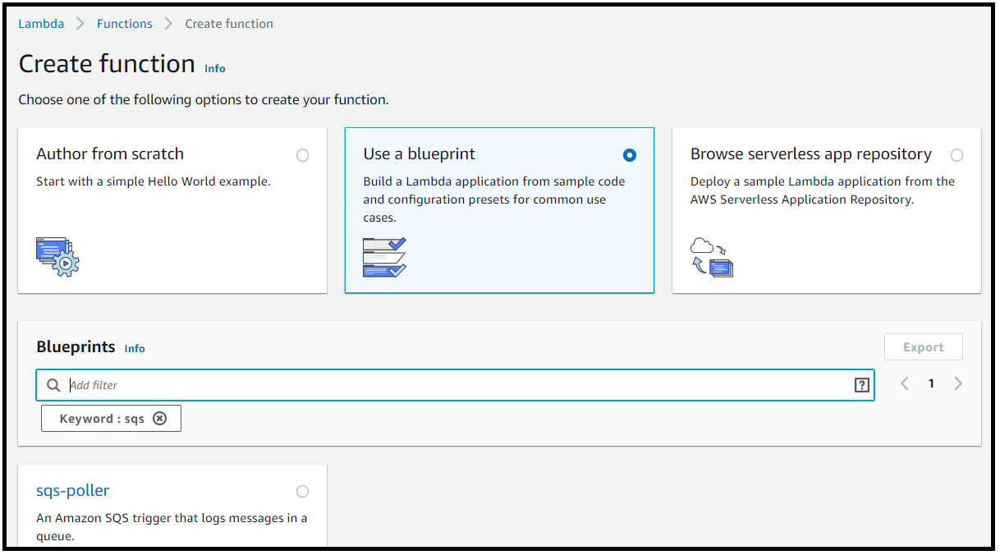 Lambda > Functions > Create function
Create function Info
Choose one of the following options to create your function.
Author from scratch
Start with a simple Hello World example.
Use a blueprint
Build a Lambda application from sample code
and configuration presets for common use
cases.
Browse serverless app repository
Deploy a sample Lambda application from the
AWS Serverless Application Repository.
Blueprints Info
Export
Add filter
?
1
Keyword : sqs
sqs-poller
An Amazon SQS trigger that logs messages in a
queue.